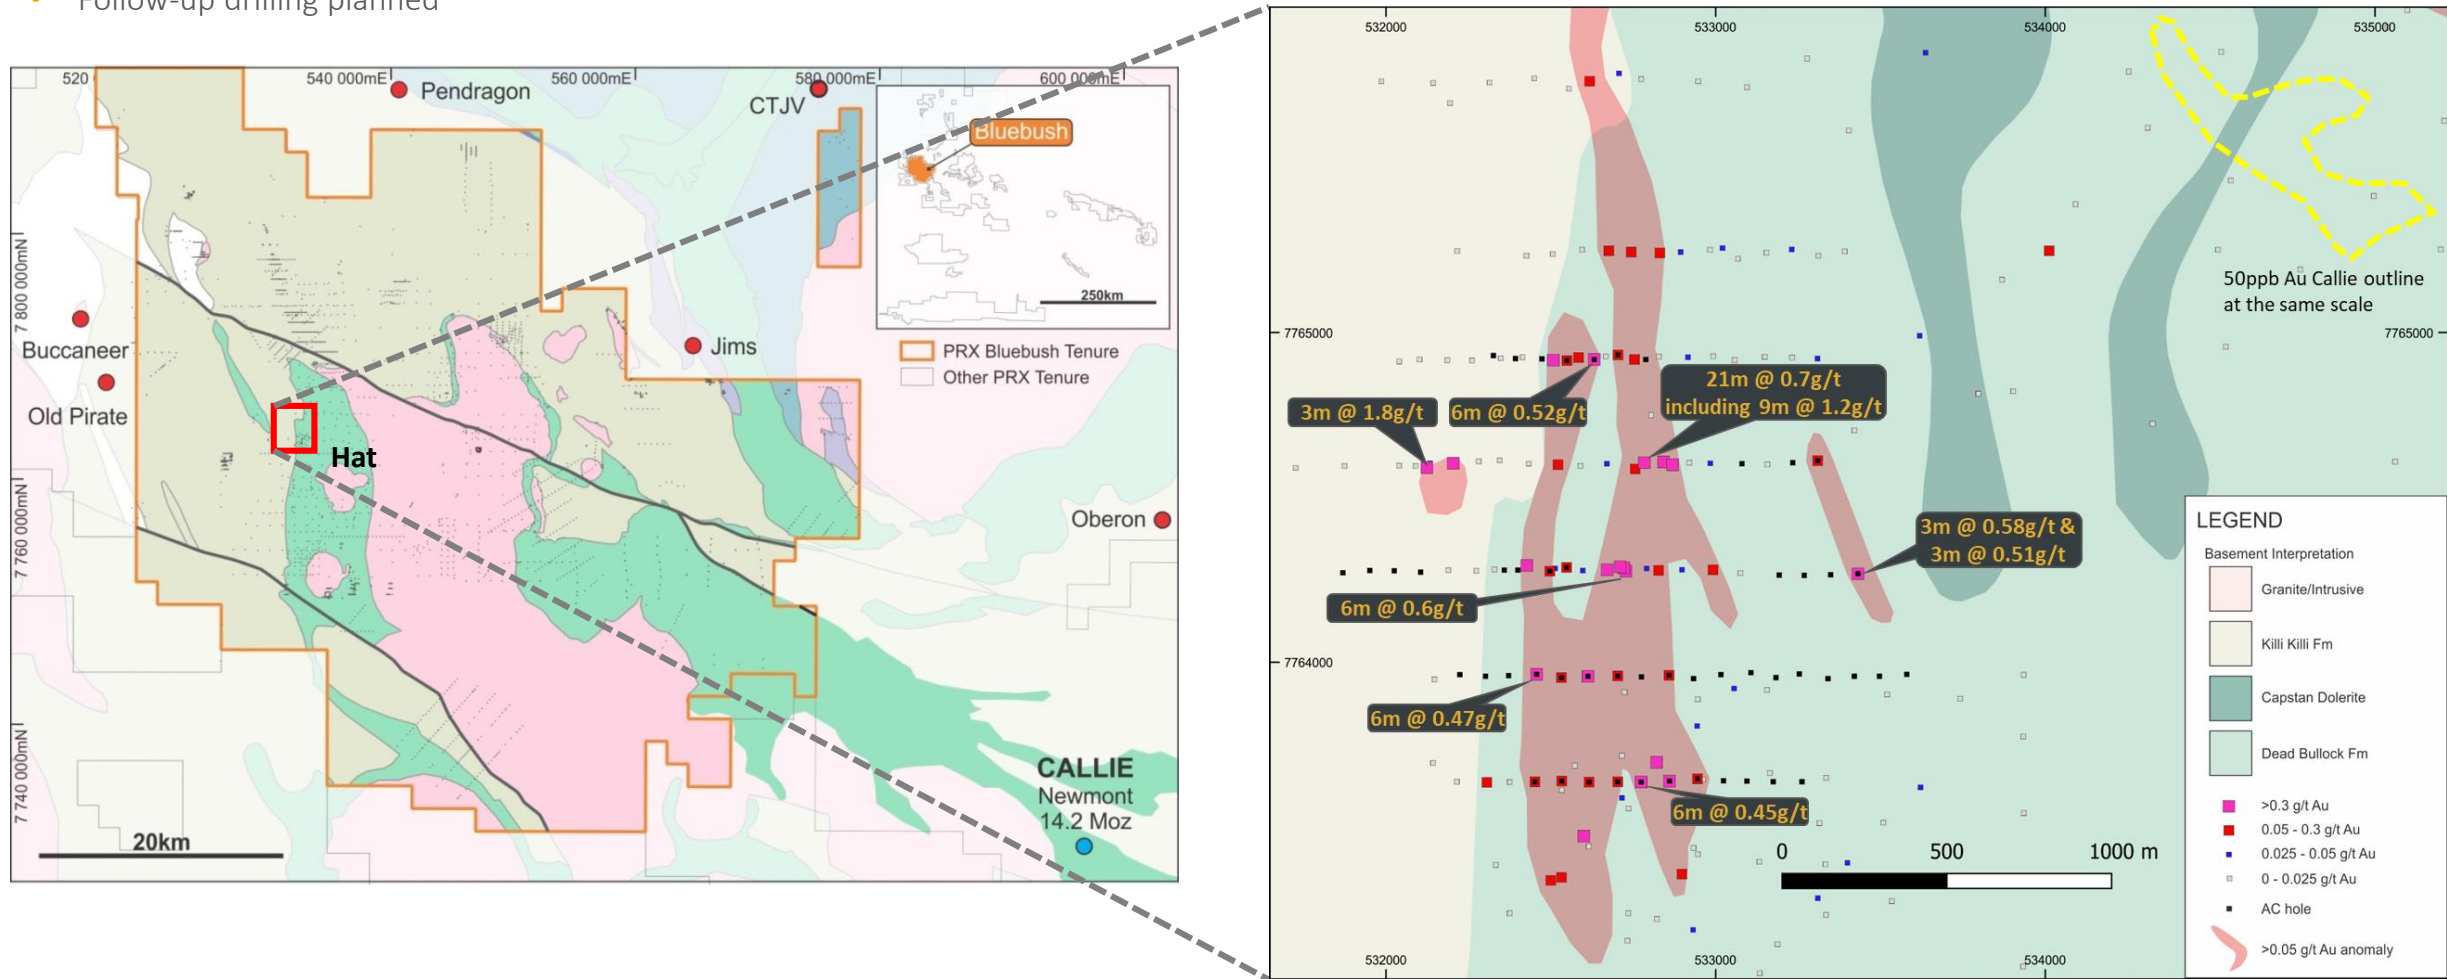 Follow-up drilling planned
520
540 000mE
560 000mE
580 000mE
600 000mE
Pendragon
CTJV
Bluebush
250km
7 800 000mN
Buccaneer
Jims
PRX Bluebush Tenure
Other PRX Tenure
Old Pirate
Hat
7 760 000mN
Oberon
7 740 000mN
CALLIE
Newmont
14.2 Moz
20km
532000
533000
534000
535000
50ppb Au Callie outline
at the same scale
7765000
7765000
21m @ 0.7g/t
including 9m @ 1.2g/t
3m @ 1.8g/t
6m @ 0.52g/t
3m @ 0.58g/t &
3m @ 0.51g/t
6m @ 0.6g/t
7764000
6m @ 0.47g/t
6m @ 0.45g/t
0
500
1000 m
532000
533000
534000
LEGEND
Basement Interpretation
Granite/Intrusive
Killi Killi Fm
Capstan Dolerite
Dead Bullock Fm
>0.3 g/t Au
0.05 - 0.3 g/t Au
0.025 - 0.05 g/t Au
0 - 0.025 g/t Au
AC hole
>0.05 g/t Au anomaly